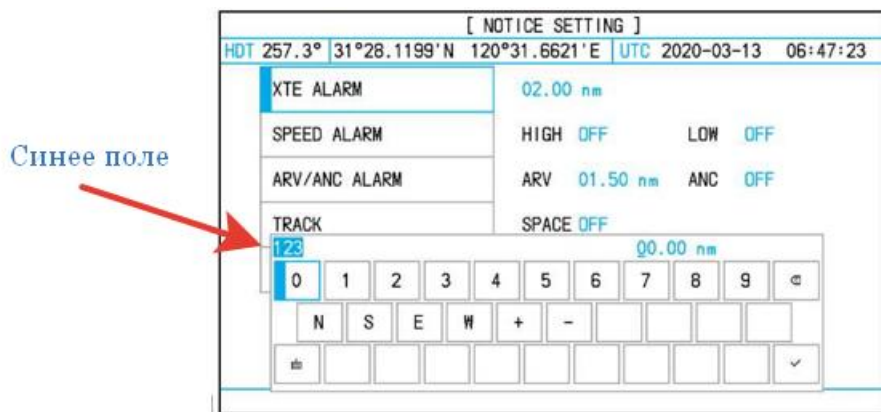 [ NOTICE SETTING ]
HDT 257.3° 31°28.1199'N 120°31.6621'E UTC 2020-03-13 06:47:23
XTE ALARM 02.00 nm
SPEED ALARM HIGH OFF LOW OFF
Синее поле
ARV/ANC ALARM ARV 01.50 nm ANC OFF
TRACK SPACE OFF
123 00.00 nm
0 1 2 3 4 5 6 7 8 9
N S E W + -